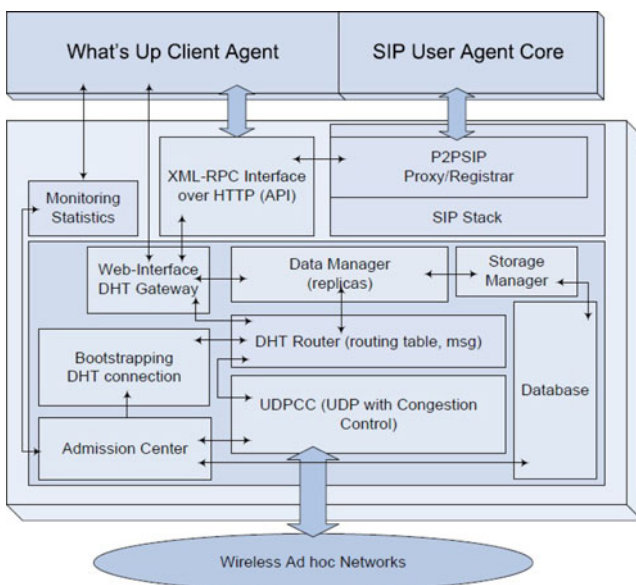 What's Up Client Agent
SIP User Agent Core
XML-RPC Interface
over HTTP (API)
P2PSIP
Proxy/Registrar
SIP Stack
Monitoring
Statistics
Web-Interface
DHT Gateway
Data Manager
(replicas)
Storage
Manager
Bootstrapping
DHT connection
DHT Router (routing table, msg)
Database
UDPCC (UDP with Congestion
Control)
Admission Center
Wireless Ad hoc Networks